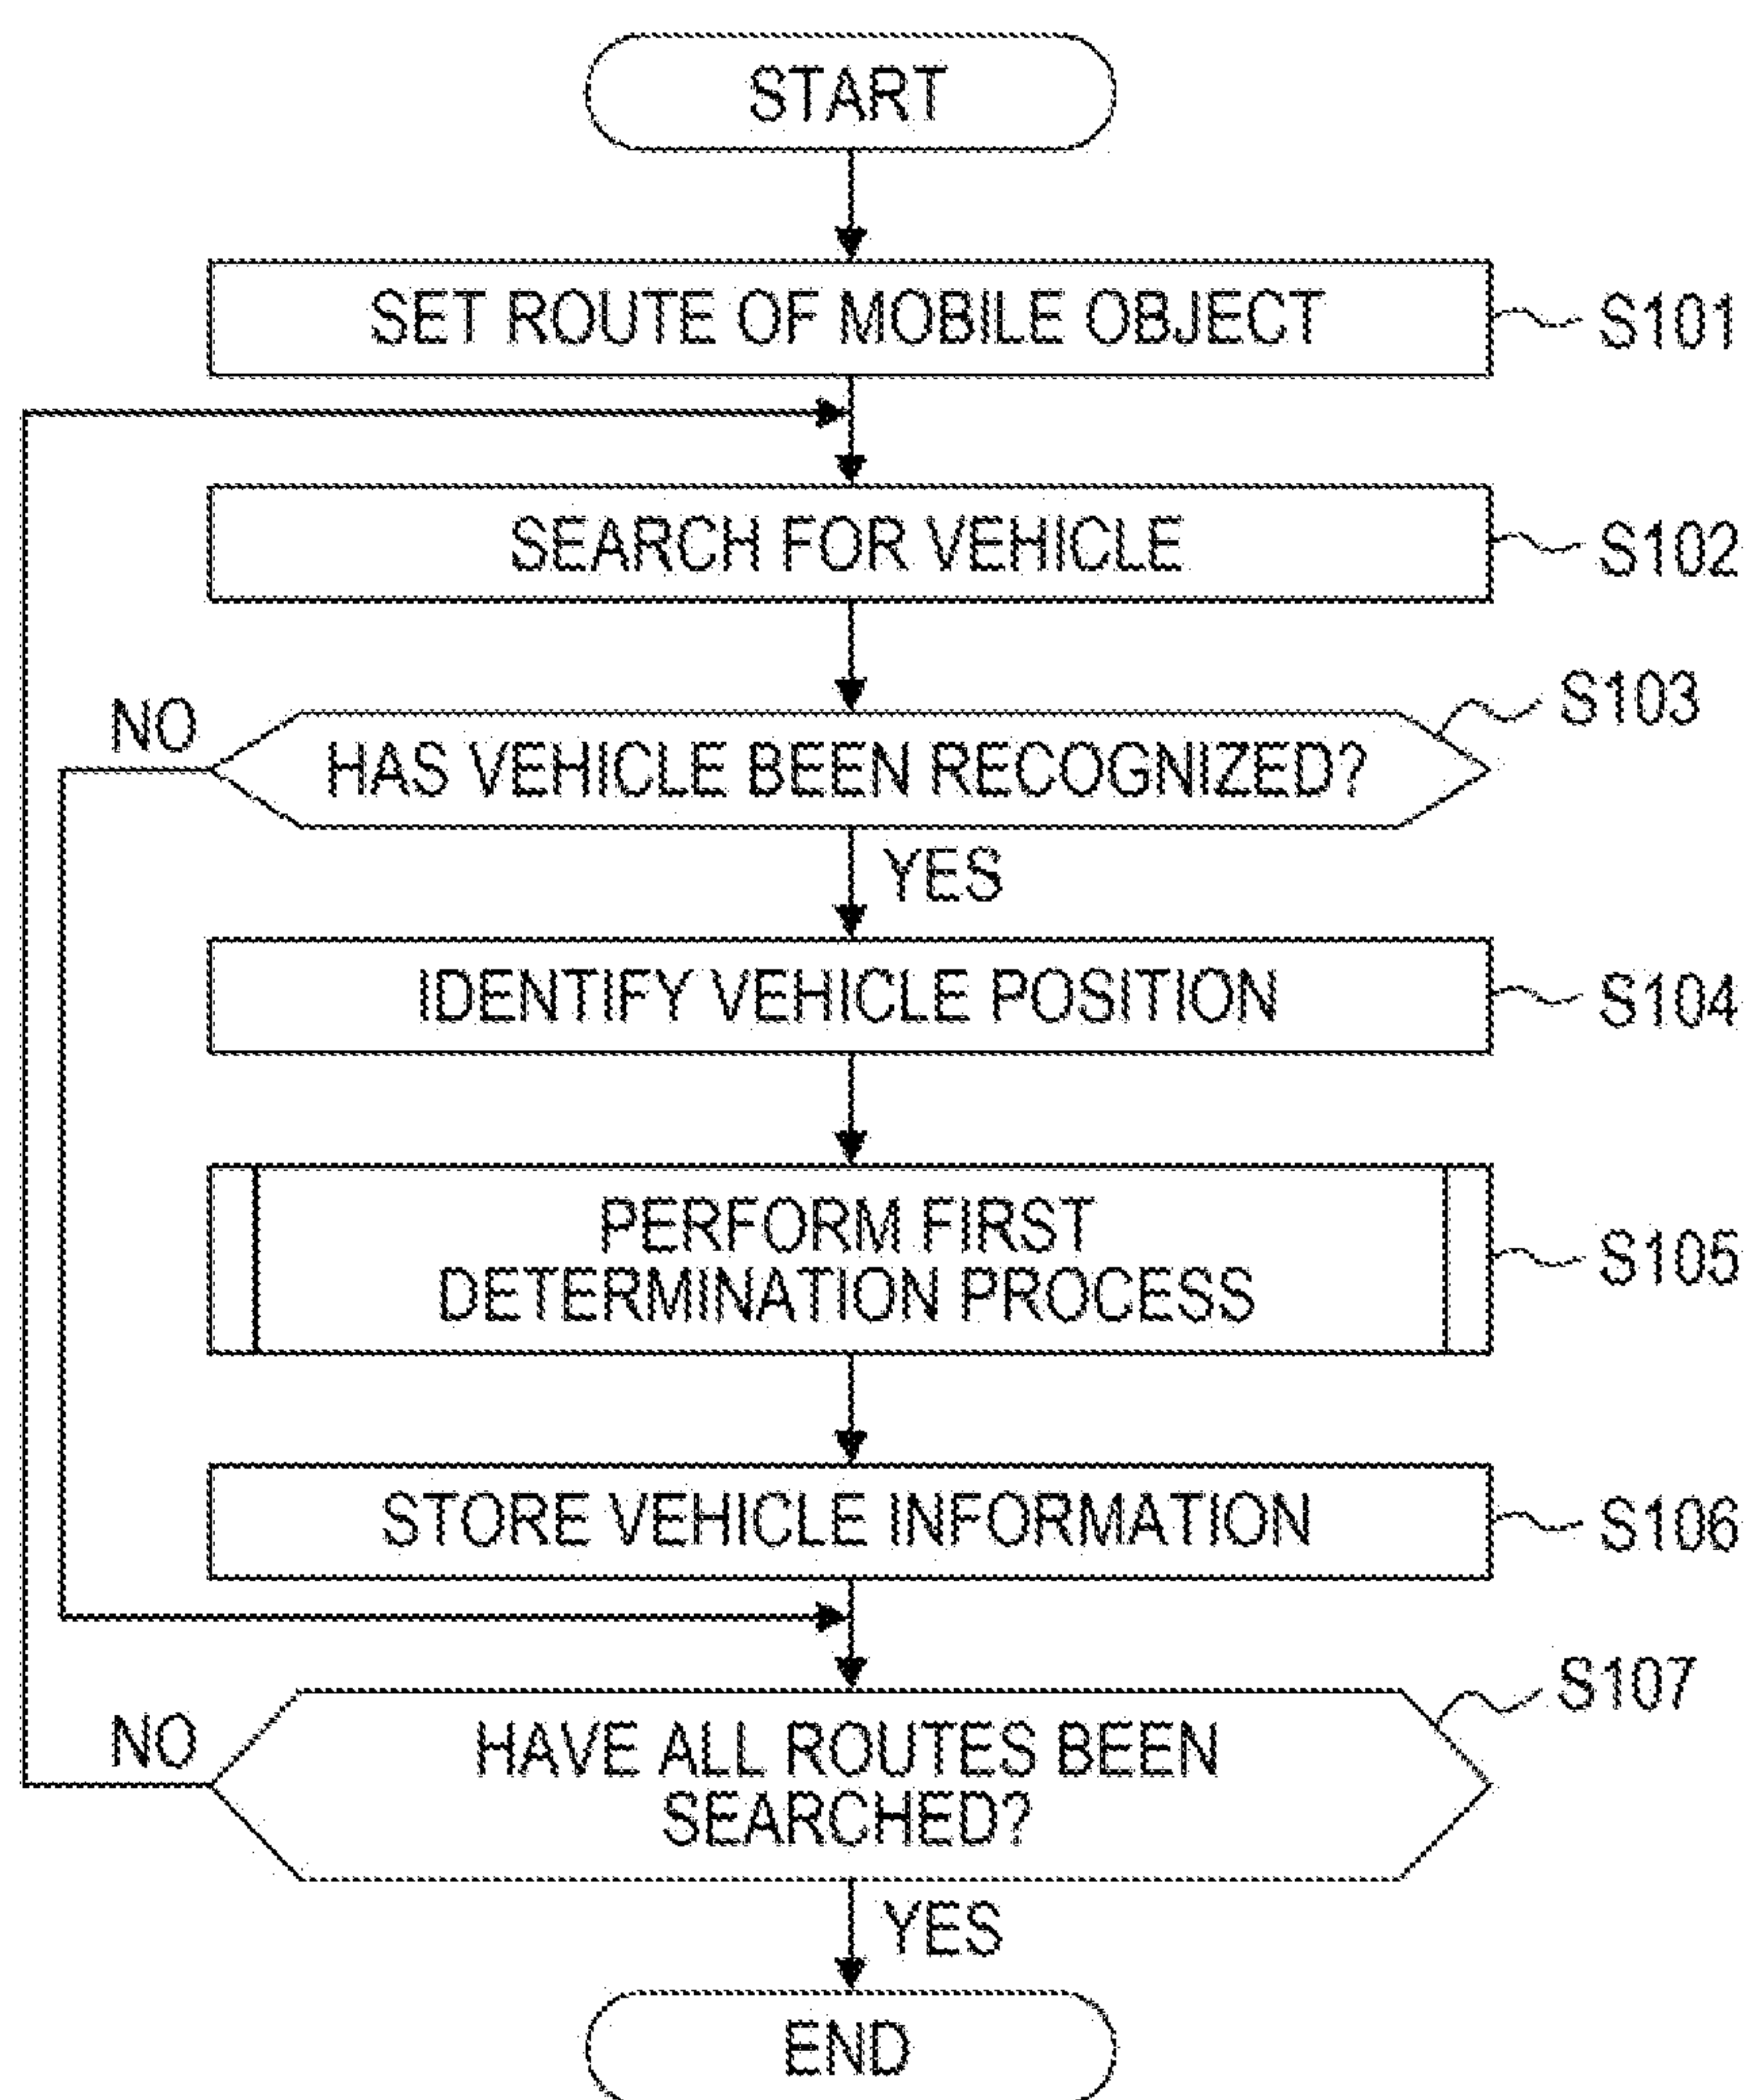 START
SET ROUTE OF MOBILE OBJECT
S101
SEARCH FOR VEHICLE
S102
S103
NO
HAS VEHICLE BEEN RECOGNIZED?
YES
IDENTIFY VEHICLE POSITION
S104
PERFORM FIRST
DETERMINATION PROCESS
S105
STORE VEHICLE INFORMATION
S106
S107
NO
HAVE ALL ROUTES BEEN
SEARCHED?
YES
END